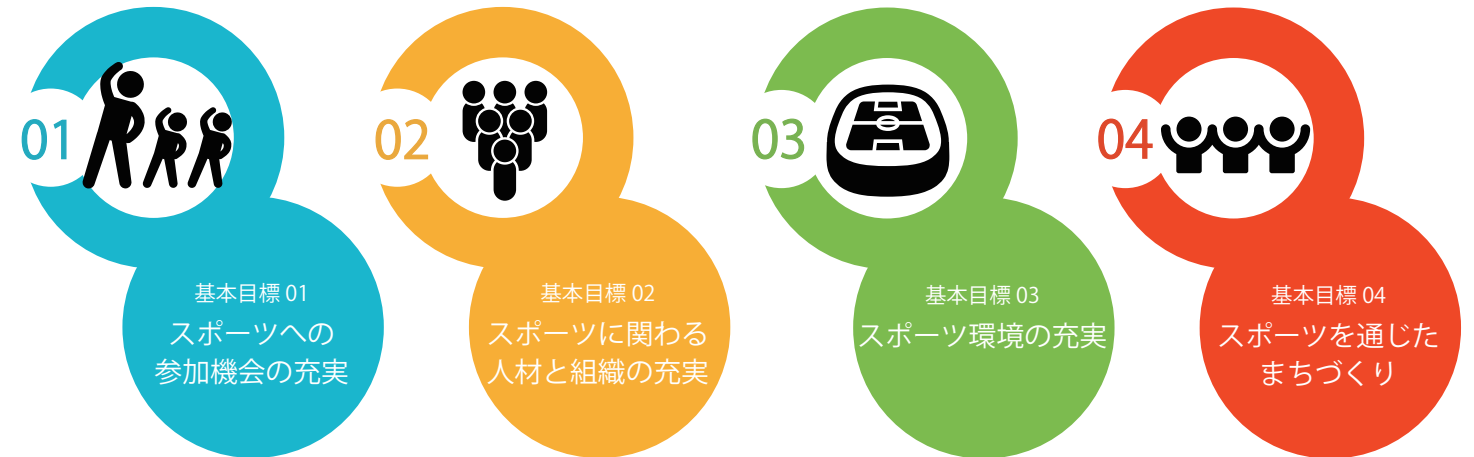 01
基本目標 01
スポーツへの
参加機会の充実
02
基本目標 02
スポーツに関わる
人材と組織の充実
03
基本目標 03
スポーツ環境の充実
04
基本目標 04
スポーツを通じた
まちづくり